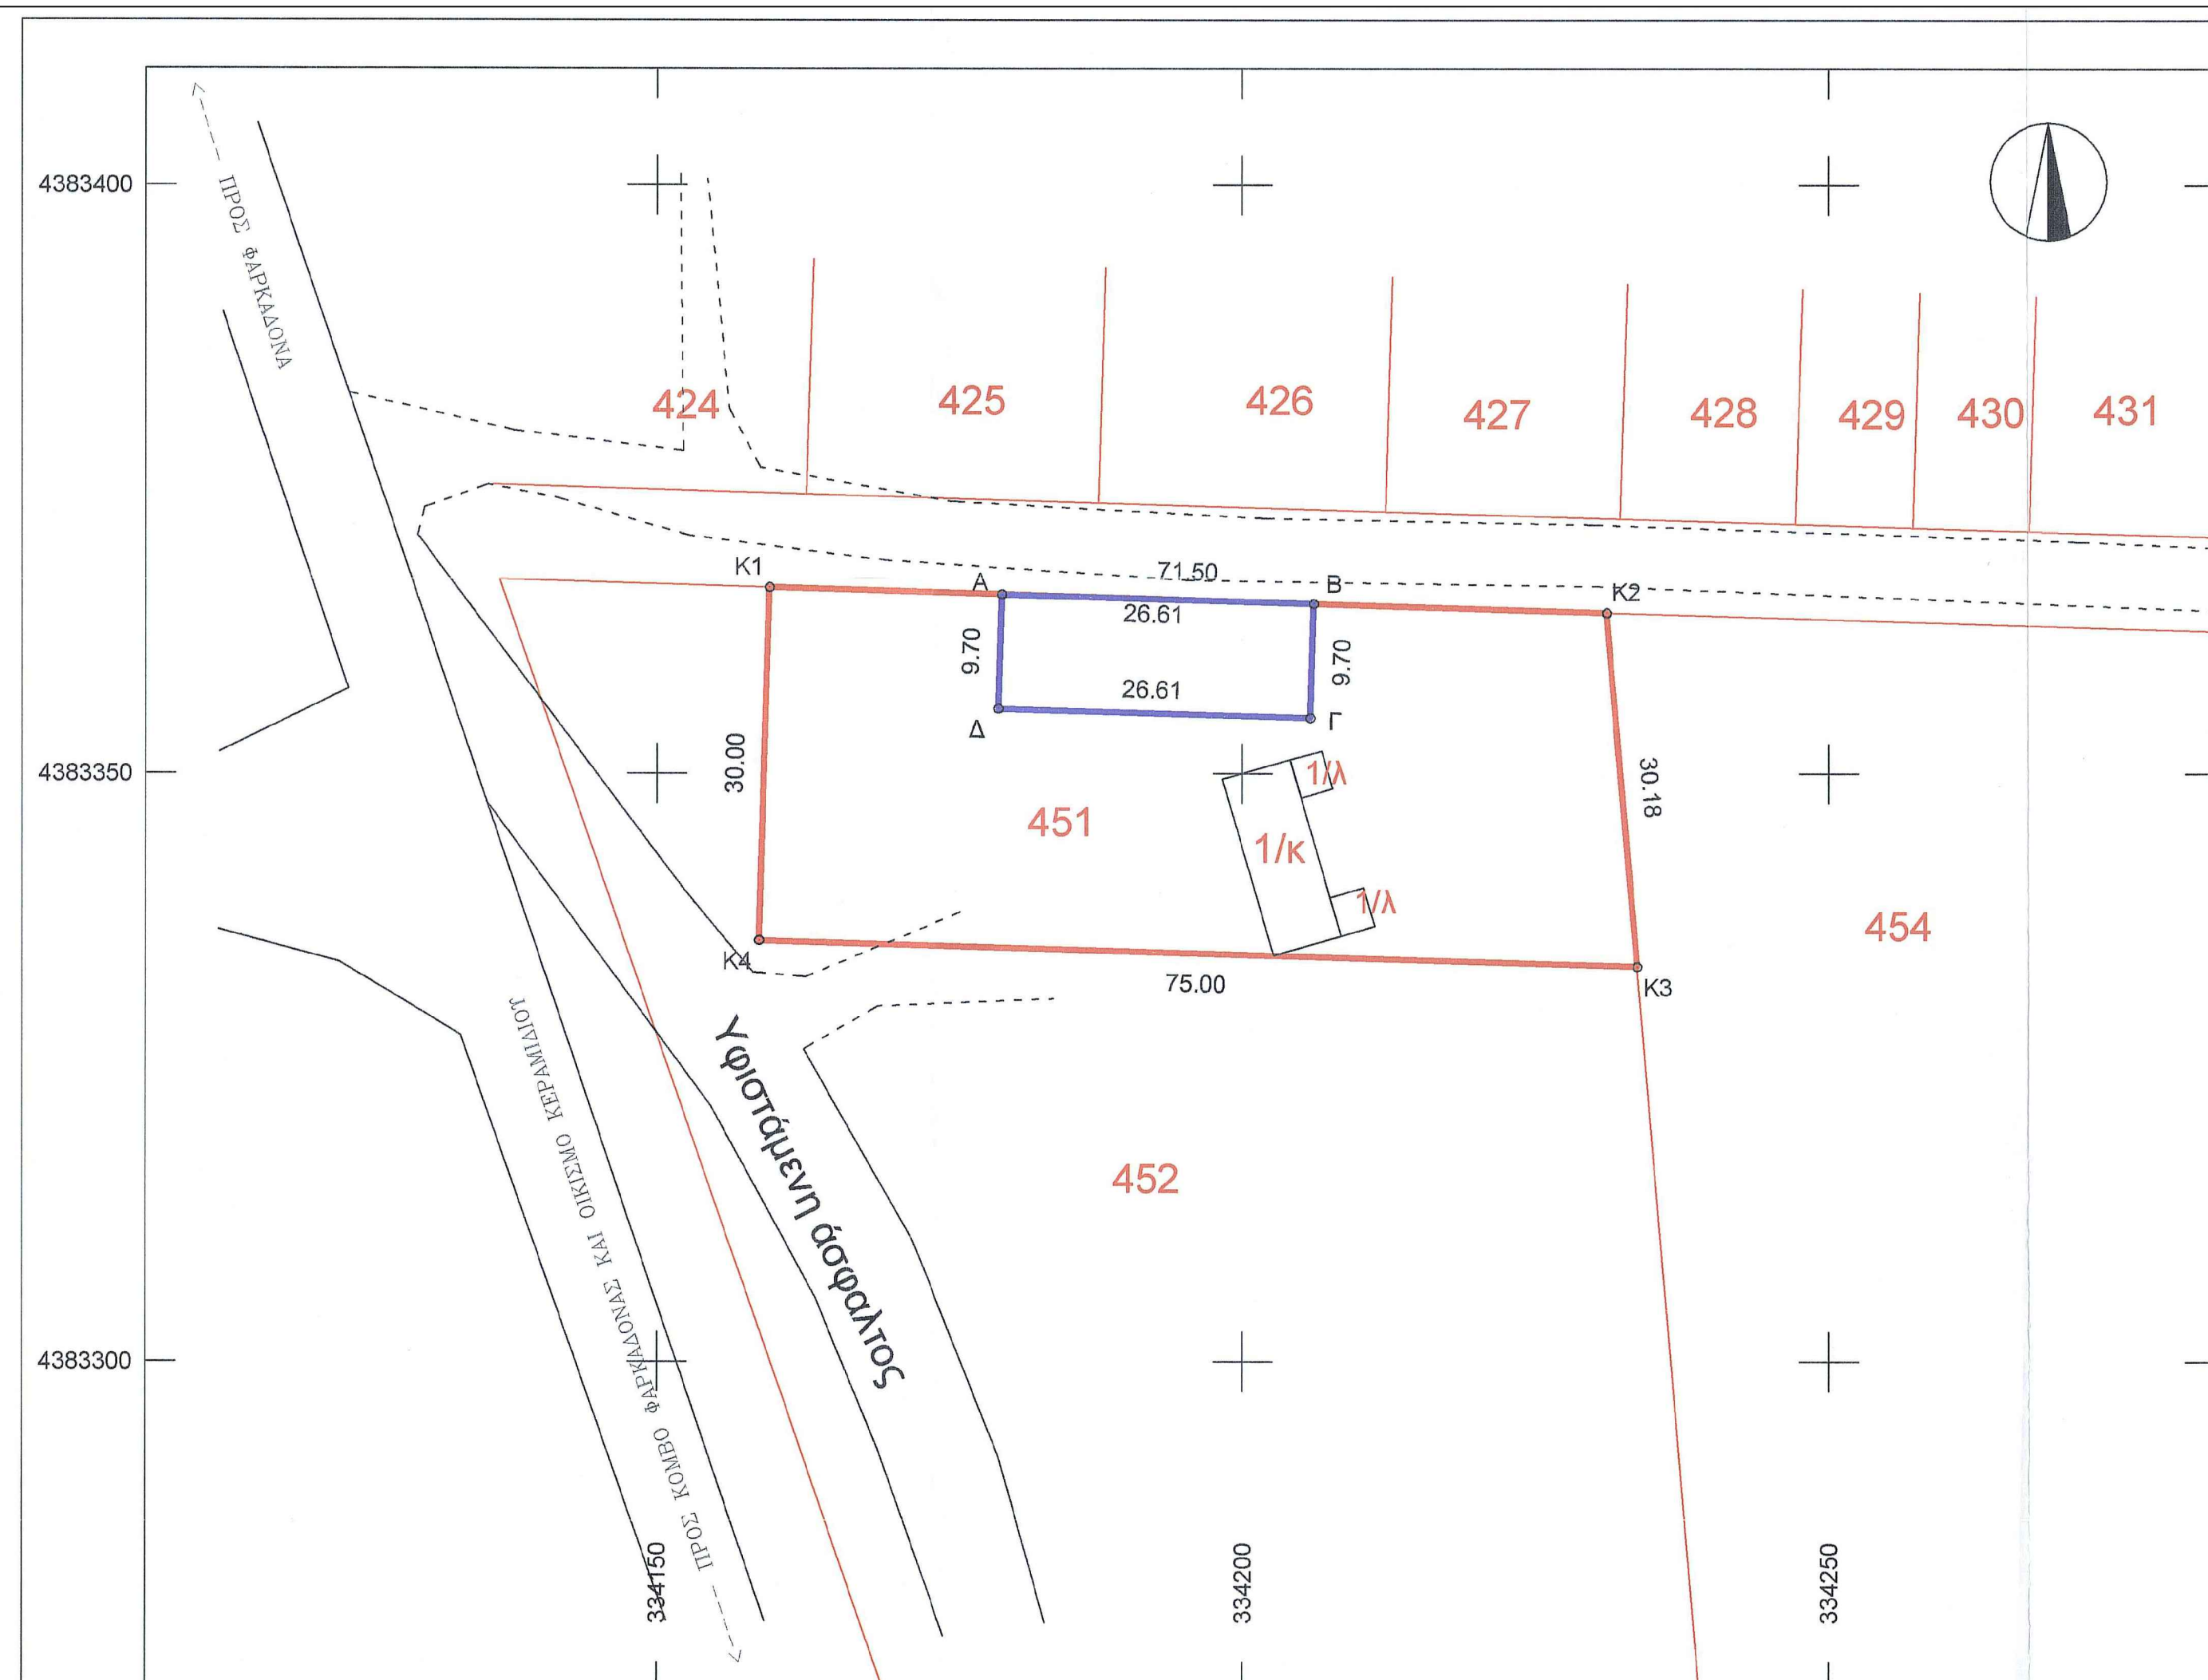 4383400
ΠΡΟΣ ΦΑΡΚΑΔΟΝΑ
424
425
426
427
428
429
430
431
K1
A
71.50
B
K2
26.61
9.70
9.70
26.61
Δ
Γ
30.00
4383350
1/λ
30.18
451
1/κ
1/λ
454
K4
75.00
K3
Υφιστάμενη άσφαλτος
ΠΡΟΣ ΚΟΜΒΟ ΦΑΡΚΑΔΟΝΑΣ ΚΑΙ ΟΙΚΙΣΜΟ ΚΕΡΑΜΙΔΙΟΥ
452
4383300
334150
334200
334250